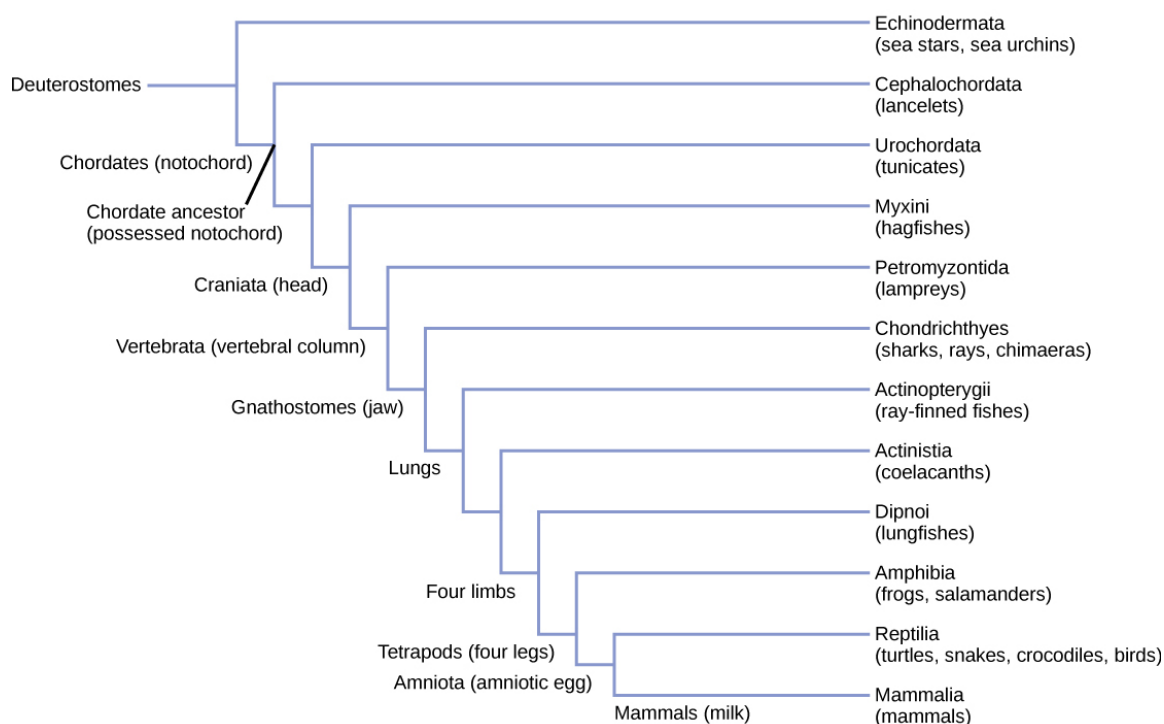 Echinodermata
(sea stars, sea urchins)
Deuterostomes
Cephalochordata
(lancelets)
Chordates (notochord)
Urochordata
(tunicates)
Chordate ancestor
(possessed notochord)
Myxini
(hagfishes)
Craniata (head)
Petromyzontida
(lampreys)
Vertebrata (vertebral column)
Chondrichthyes
(sharks, rays, chimaeras)
Gnathostomes (jaw)
Actinopterygii
(ray-finned fishes)
Lungs
Actinistia
(coelacanths)
Dipnoi
(lungfishes)
Four limbs
Amphibia
(frogs, salamanders)
Tetrapods (four legs)
Reptilia
(turtles, snakes, crocodiles, birds)
Amniota (amniotic egg)
Mammals (milk)
Mammalia
(mammals)